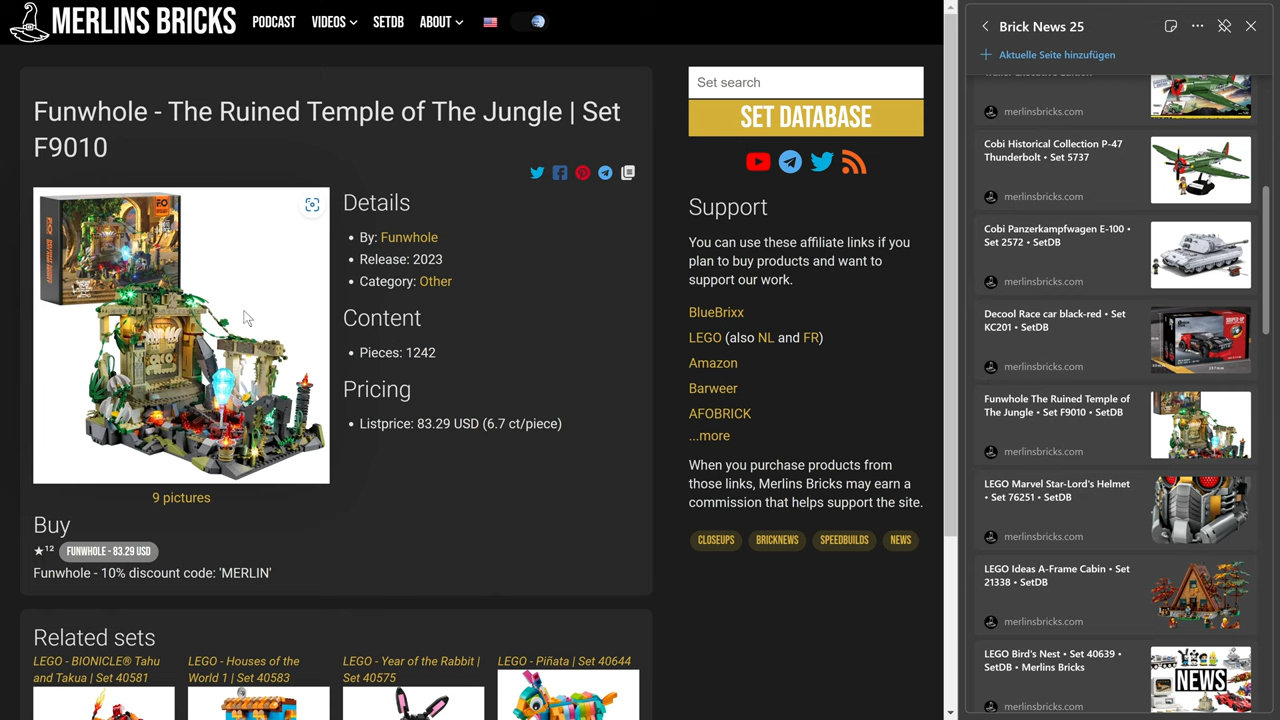 MERLINS BRICKS
PODCAST
VIDEOS
SETDB
ABOUT
Funwhole - The Ruined Temple of The Jungle | Set
F9010
9 pictures
Details
By: Funwhole
Release: 2023
Category: Other
Content
Pieces: 1242
Pricing
Listprice: 83.29 USD (6.7 ct/piece)
Buy
★12 FUNWHOLE - 83.29 USD
Funwhole - 10% discount code: 'MERLIN'
Related sets
LEGO - BIONICLE® Tahu
and Takua | Set 40581
LEGO - Houses of the
World 1 | Set 40583
LEGO - Year of the Rabbit |
Set 40575
LEGO - Piñata | Set 40644
Set search
SET DATABASE
Support
You can use these affiliate links if you
plan to buy products and want to
support our work.
BlueBrixx
LEGO (also NL and FR)
Amazon
Barweer
AFOBRICK
...more
When you purchase products from
those links, Merlins Bricks may earn a
commission that helps support the site.
CLOSEUPS
BRICKNEWS
SPEEDBUILDS
NEWS
Brick News 25
Aktuelle Seite hinzufügen
merlinsbricks.com
Cobi Historical Collection P-47
Thunderbolt • Set 5737
merlinsbricks.com
Cobi Panzerkampfwagen E-100 •
Set 2572 • SetDB
merlinsbricks.com
Decool Race car black-red • Set
KC201 • SetDB
merlinsbricks.com
Funwhole The Ruined Temple of
The Jungle • Set F9010 • SetDB
merlinsbricks.com
LEGO Marvel Star-Lord's Helmet
• Set 76251 • SetDB
merlinsbricks.com
LEGO Ideas A-Frame Cabin • Set
21338 • SetDB
merlinsbricks.com
LEGO Bird's Nest • Set 40639 •
SetDB • Merlins Bricks
merlinsbricks.com
NEWS